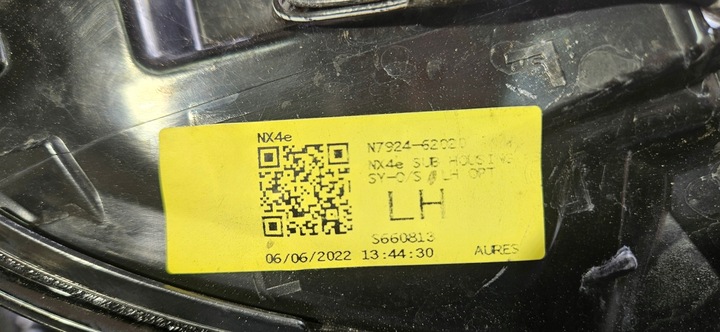 NX4e
N7924-62020
NX4e SUB HOUSING
SY-O/S LH OPT
LH
S660813
06/06/2022 13:44:30
AURES